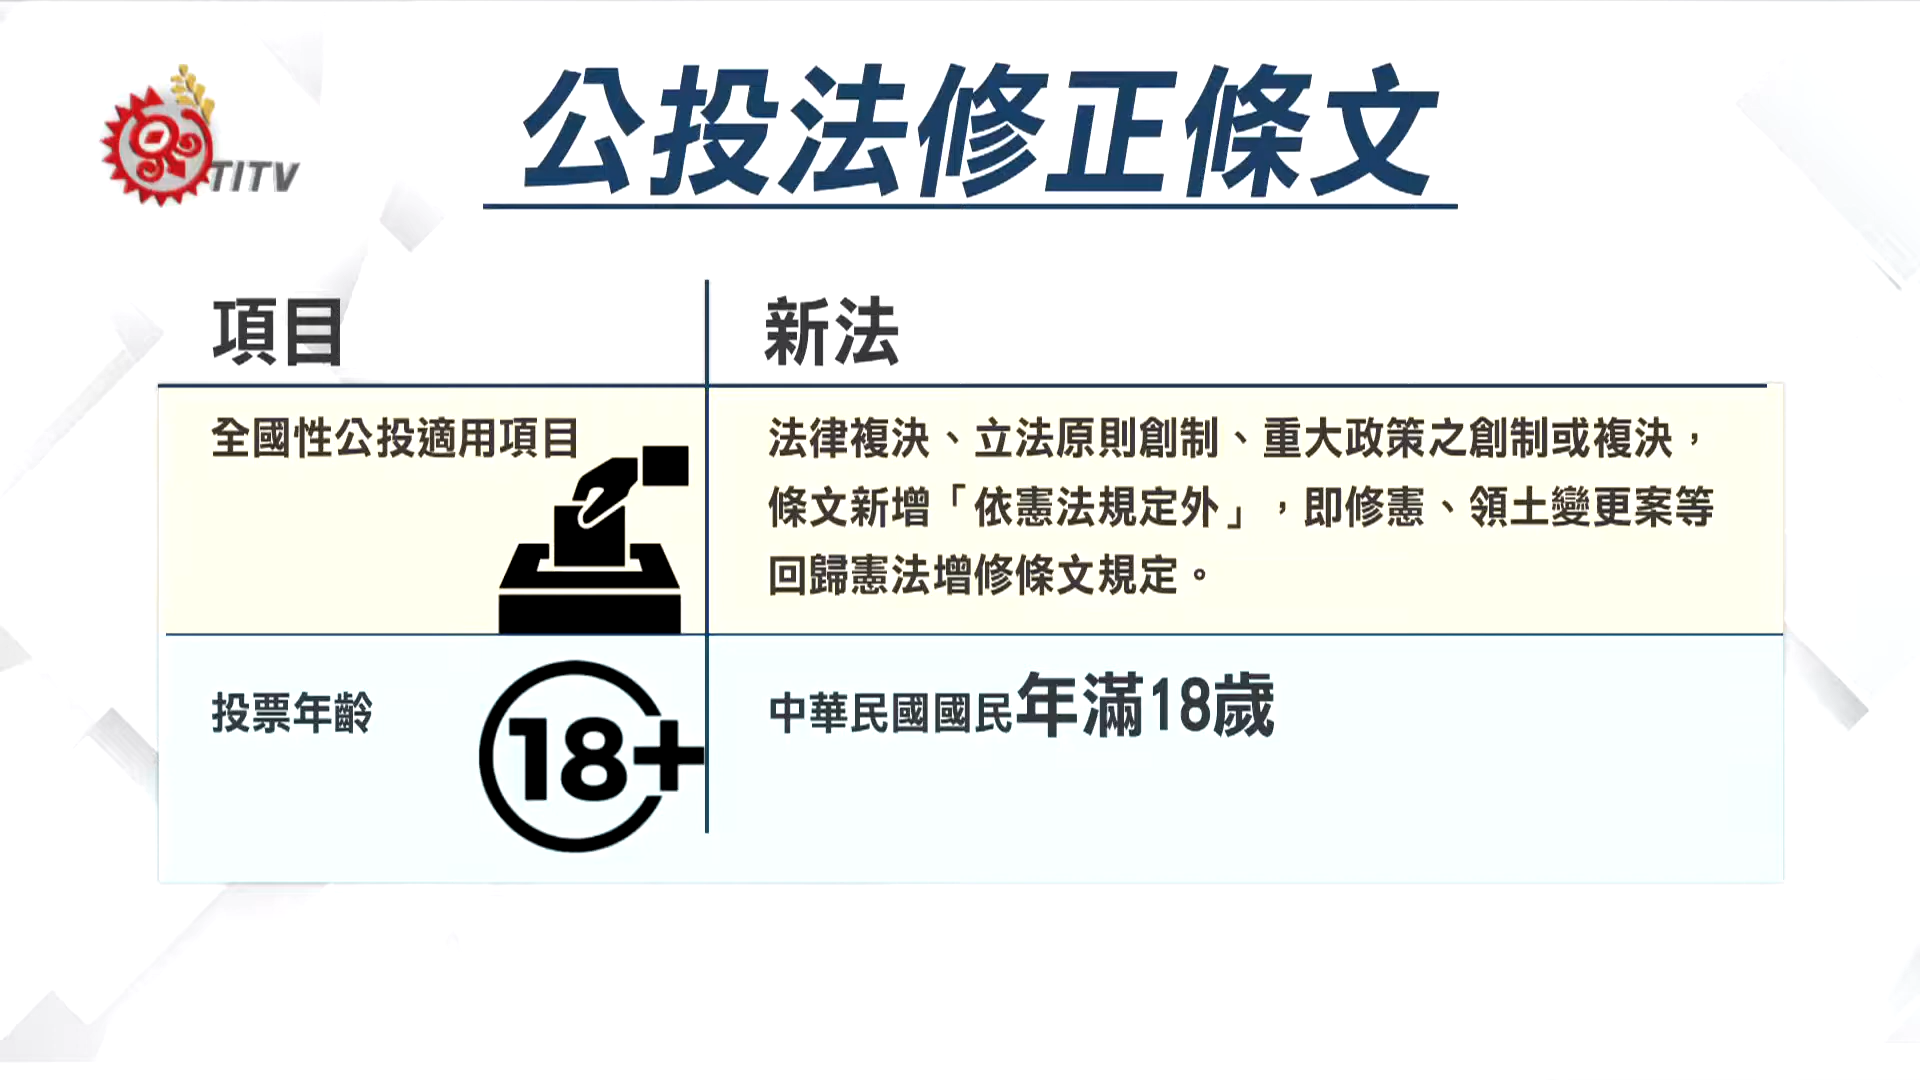 TITV
公投法修正條文
項目
新法
全國性公投適用項目
法律複決、立法原則創制、重大政策之創制或複決，
條文新增「依憲法規定外」，即修憲、領土變更案等
回歸憲法增修條文規定。
投票年齡
18+
中華民國國民年滿18歲